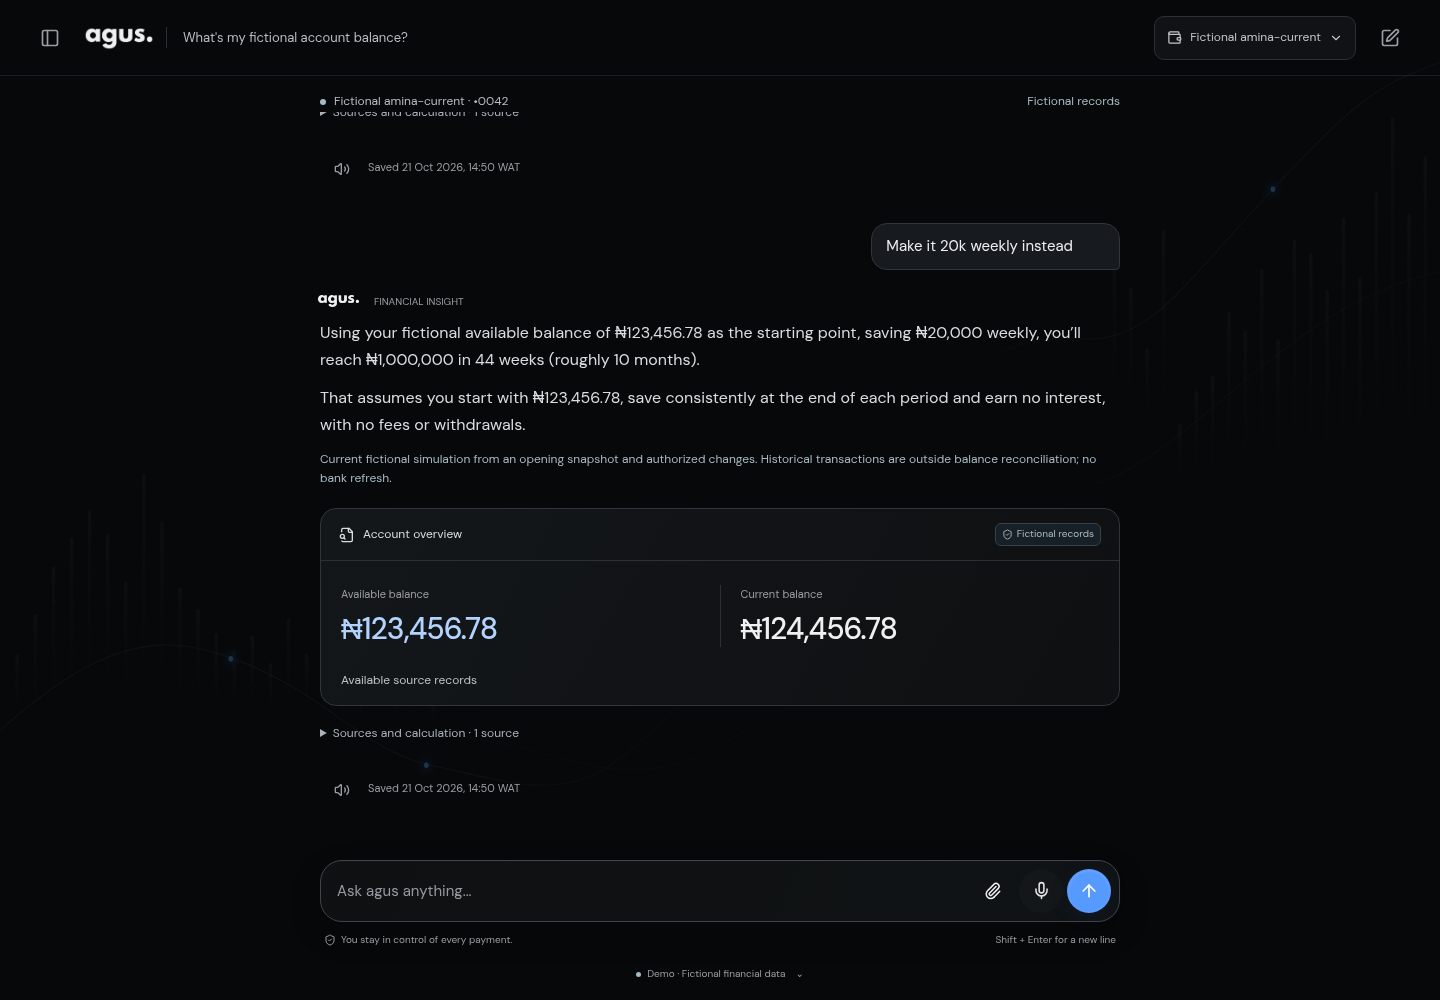 agus.
What's my fictional account balance?
Fictional amina-current
Fictional amina-current · •0042
Fictional records
Sources and calculation · 1 source
Saved 21 Oct 2026, 14:50 WAT
Make it 20k weekly instead
agus. FINANCIAL INSIGHT
Using your fictional available balance of ₦123,456.78 as the starting point, saving ₦20,000 weekly, you’ll
reach ₦1,000,000 in 44 weeks (roughly 10 months).
That assumes you start with ₦123,456.78, save consistently at the end of each period and earn no interest,
with no fees or withdrawals.
Current fictional simulation from an opening snapshot and authorized changes. Historical transactions are outside balance reconciliation; no
bank refresh.
Account overview
Fictional records
Available balance
₦123,456.78
Current balance
₦124,456.78
Available source records
Sources and calculation · 1 source
Saved 21 Oct 2026, 14:50 WAT
Ask agus anything...
You stay in control of every payment.
Shift + Enter for a new line
Demo · Fictional financial data